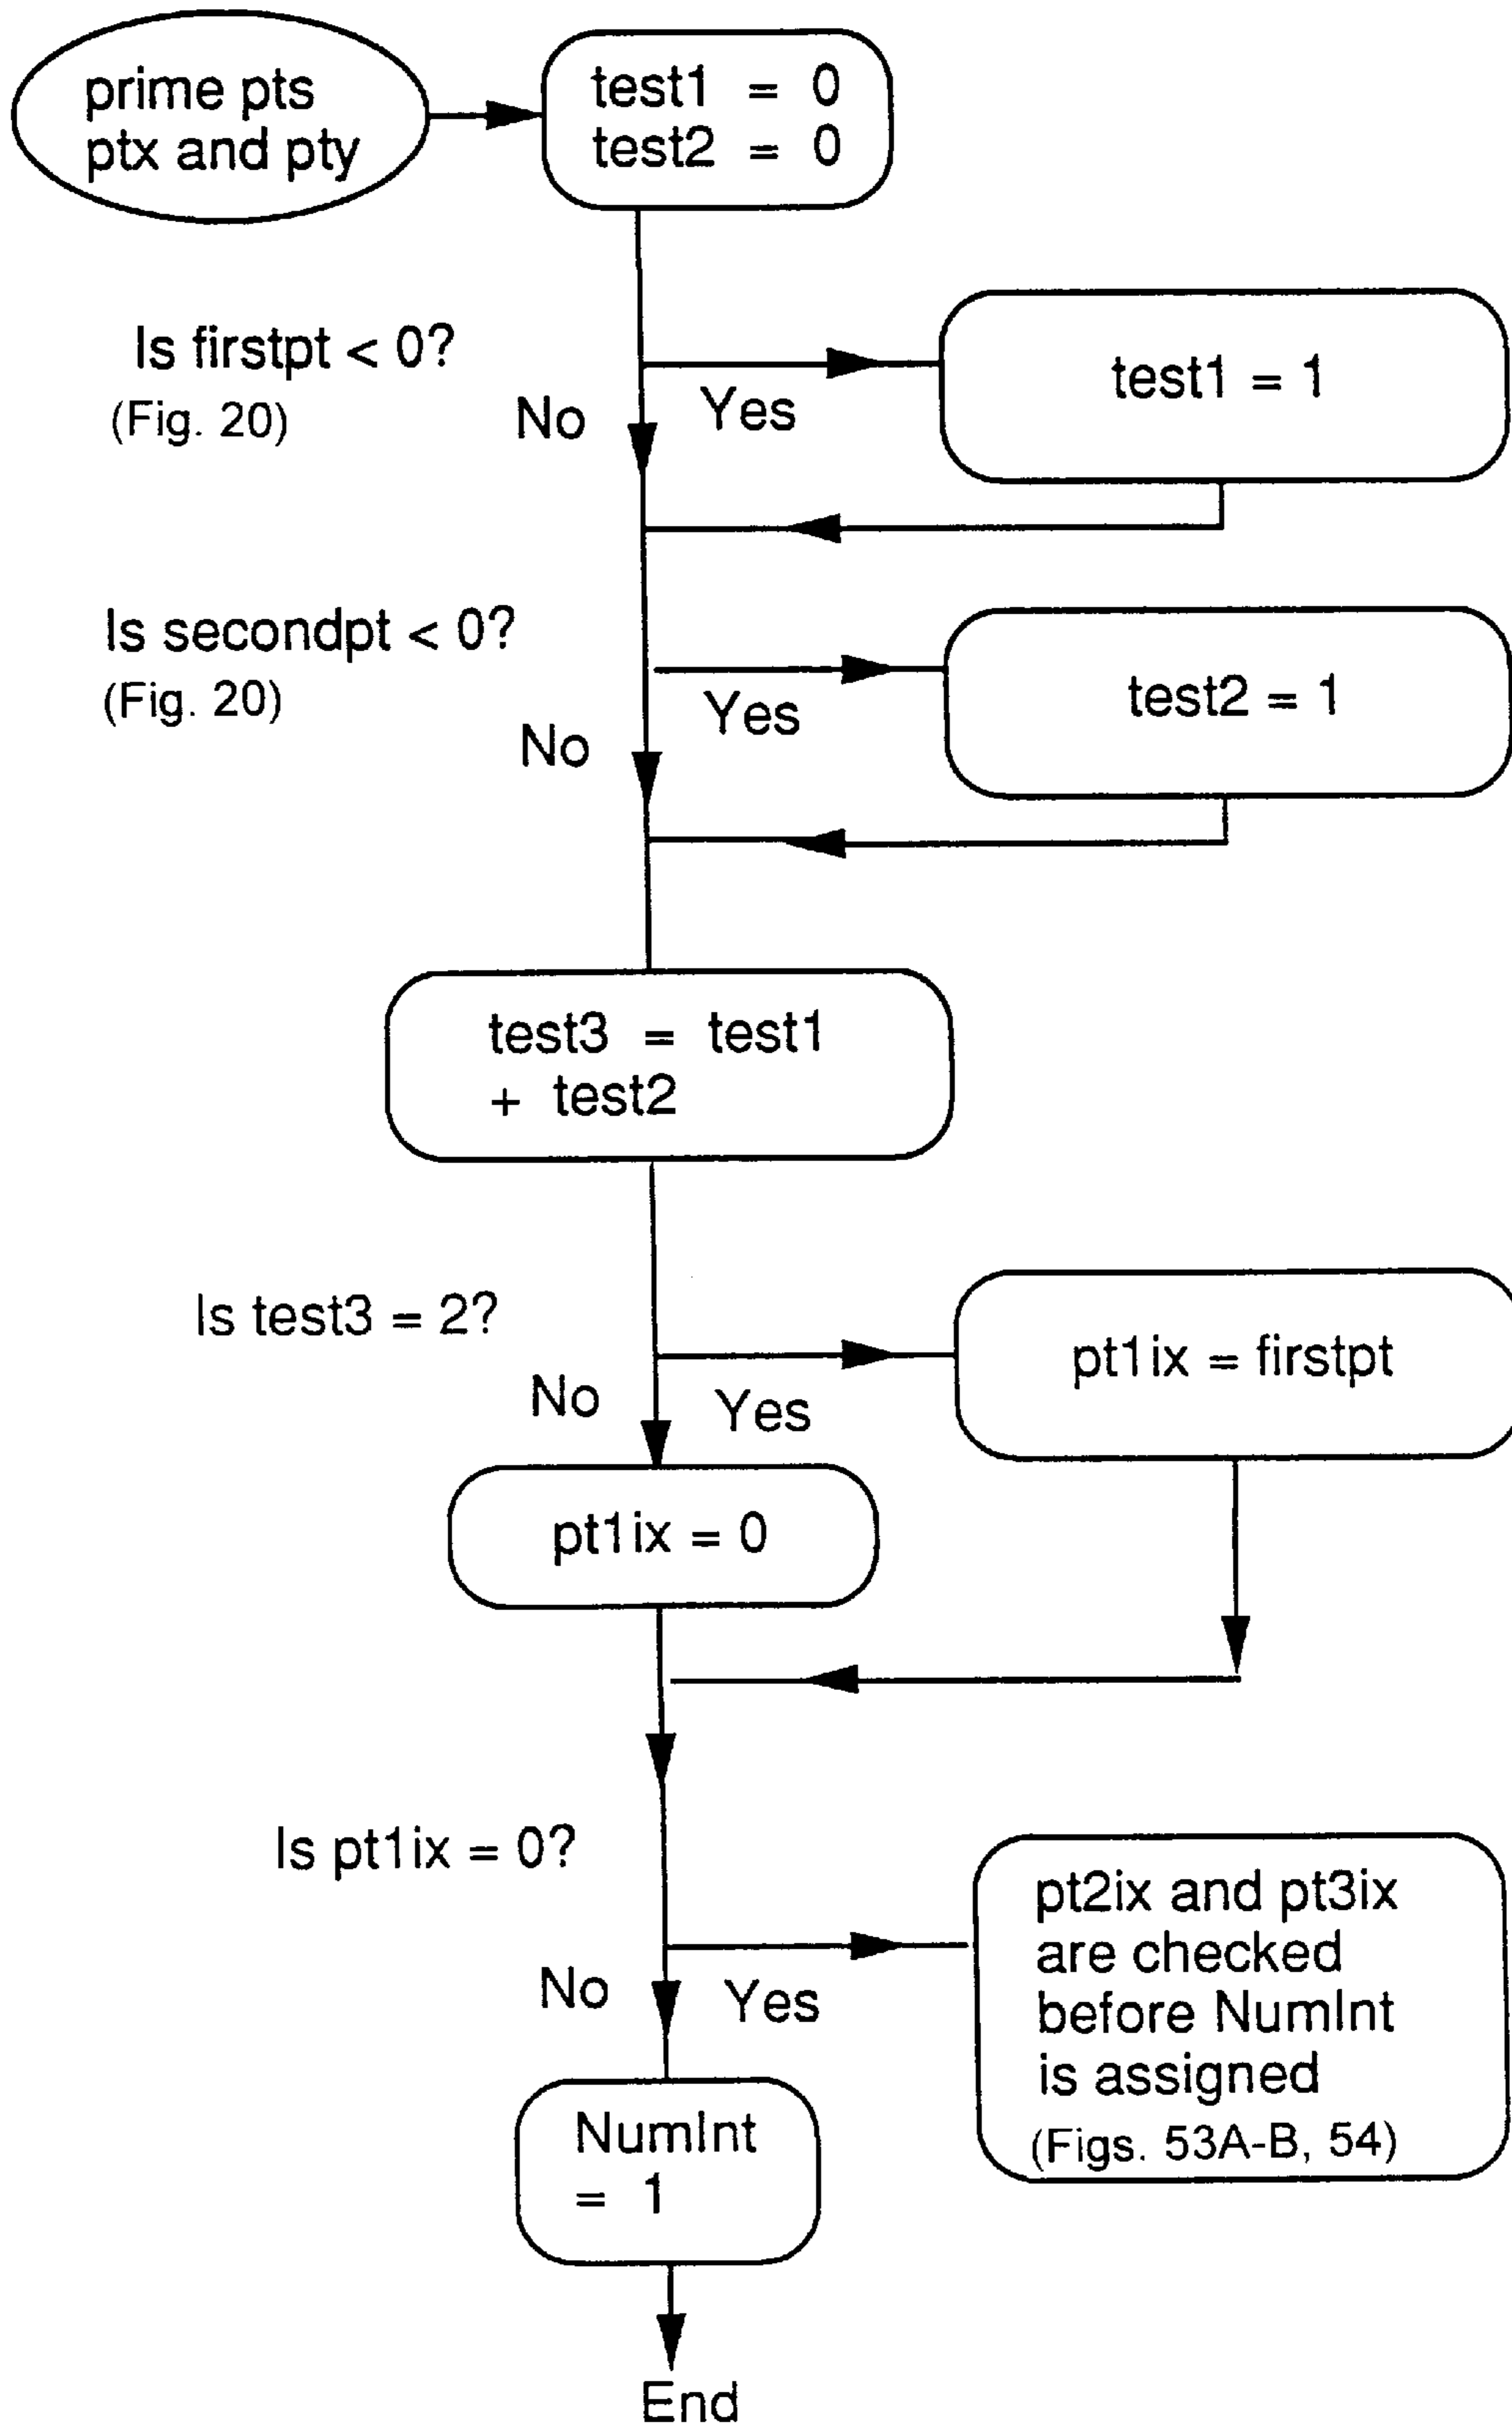 prime pts
ptx and pty
test1 = 0
test2 = 0
Is firstpt < 0?
(Fig. 20)
No
Yes
test1 = 1
Is secondpt < 0?
(Fig. 20)
No
Yes
test2 = 1
test3 = test1
+ test2
Is test3 = 2?
No
Yes
pt1ix = firstpt
pt1ix = 0
Is pt1ix = 0?
No
Yes
pt2ix and pt3ix
are checked
before NumInt
is assigned
(Figs. 53A-B, 54)
NumInt
= 1
End